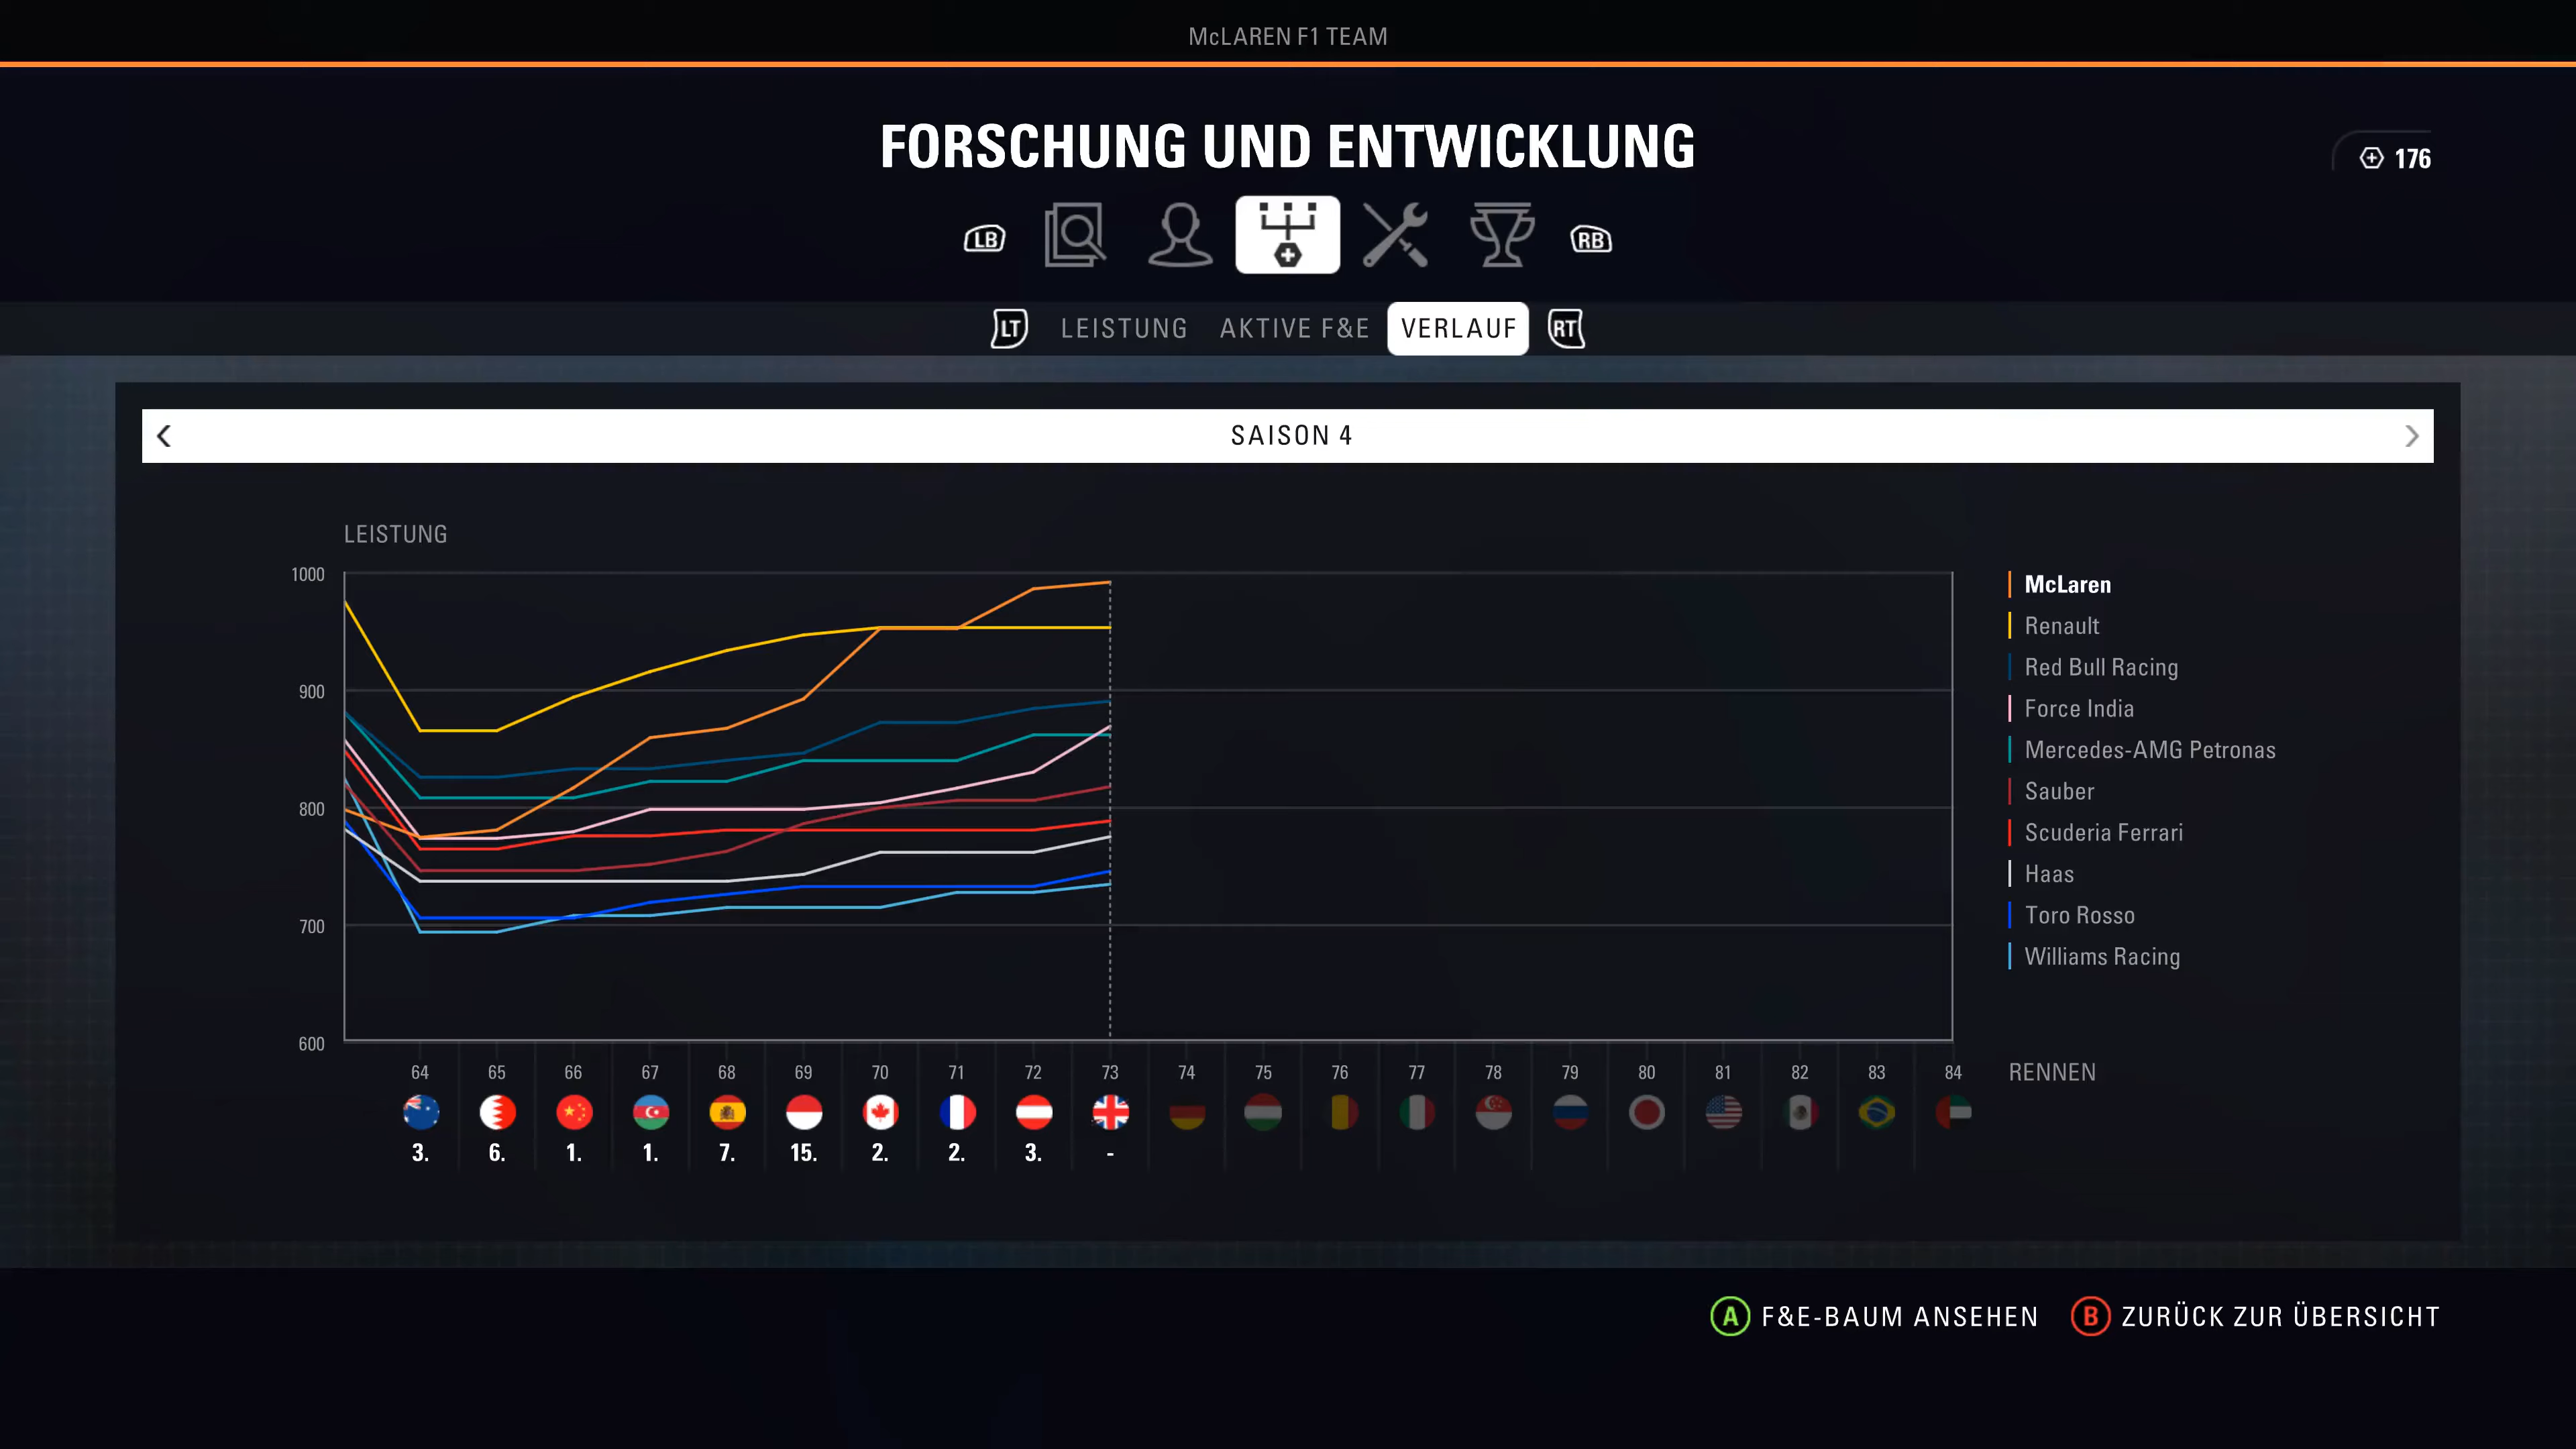 McLAREN F1 TEAM
FORSCHUNG UND ENTWICKLUNG
176
LB
RB
LT LEISTUNG AKTIVE F&E VERLAUF RT
SAISON 4
LEISTUNG
1000
900
800
700
600
McLaren
Renault
Red Bull Racing
Force India
Mercedes-AMG Petronas
Sauber
Scuderia Ferrari
Haas
Toro Rosso
Williams Racing
64 65 66 67 68 69 70 71 72 73 74 75 76 77 78 79 80 81 82 83 84 RENNEN
3. 6. 1. 1. 7. 15. 2. 2. 3. -
A F&E-BAUM ANSEHEN B ZURÜCK ZUR ÜBERSICHT